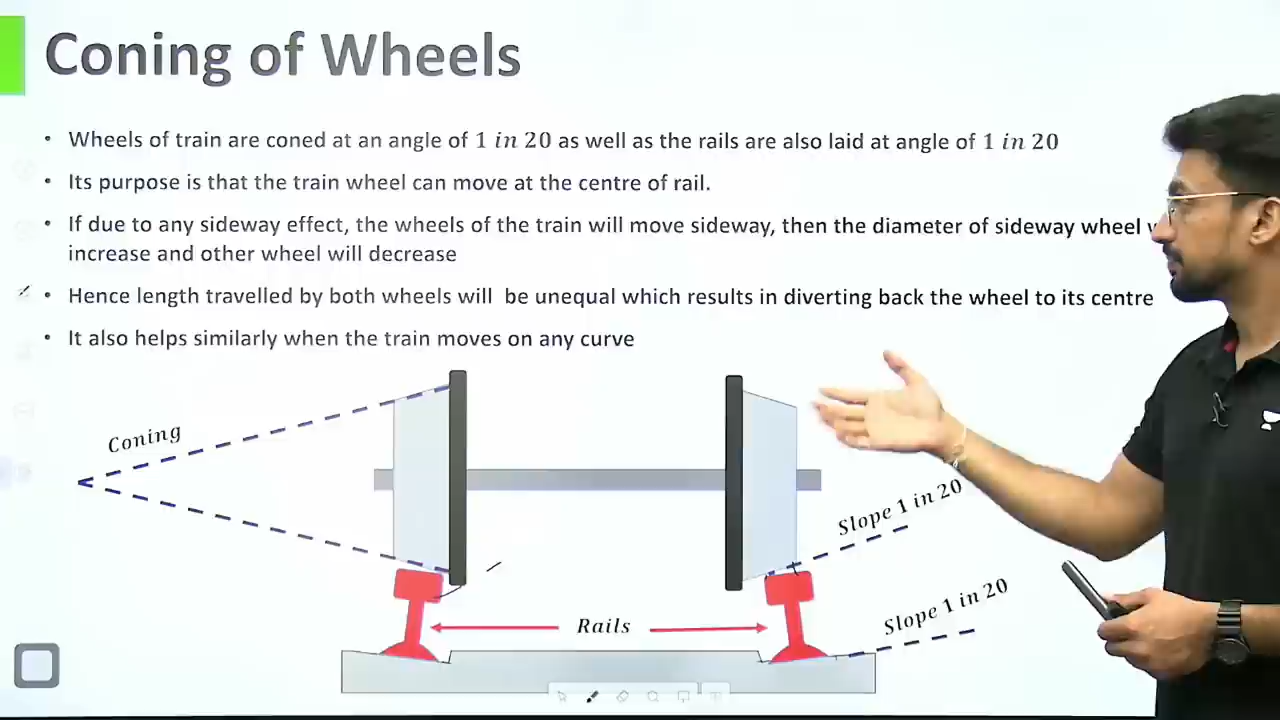 Coning of Wheels
• Wheels of train are coned at an angle of 1 in 20 as well as the rails are also laid at angle of 1 in 20
• Its purpose is that the train wheel can move at the centre of rail.
• If due to any sideway effect, the wheels of the train will move sideway, then the diameter of sideway wheel
increase and other wheel will decrease
• Hence length travelled by both wheels will be unequal which results in diverting back the wheel to its centre
• It also helps similarly when the train moves on any curve
Coning
Slope 1 in 20
Slope 1 in 20
Rails